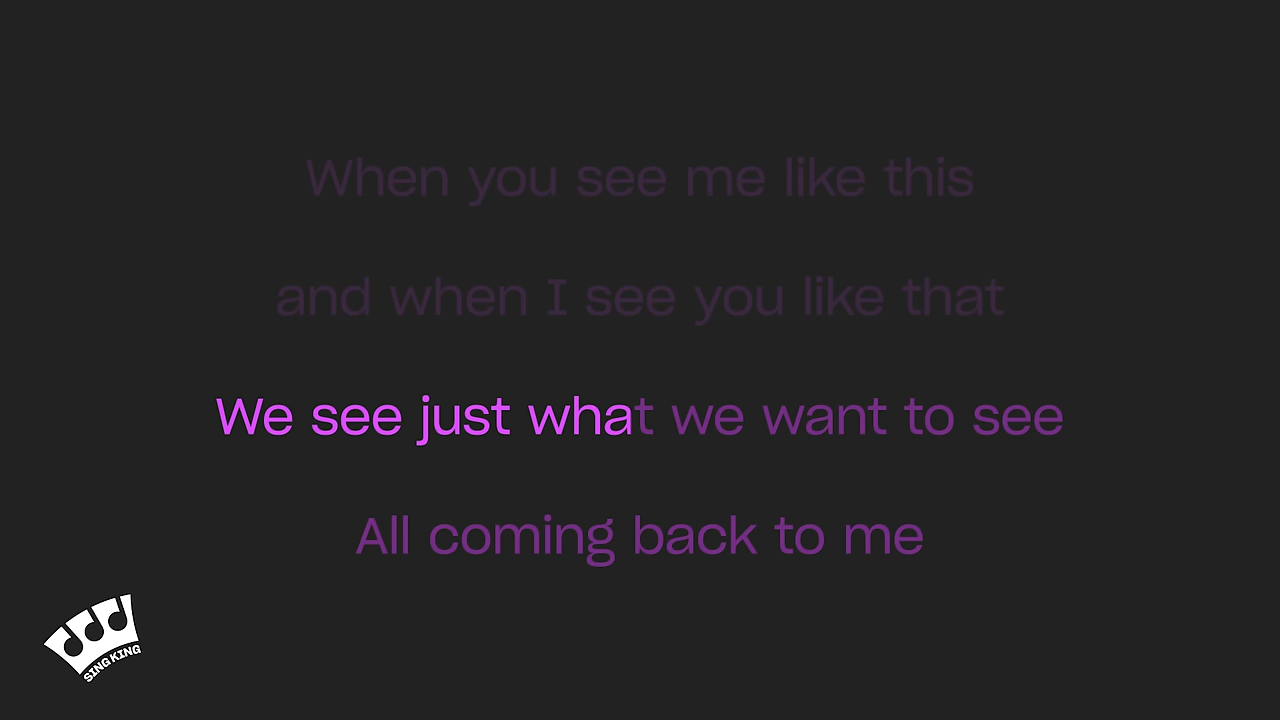 When you see me like this
and when I see you like that
We see just what we want to see
All coming back to me
SING KING